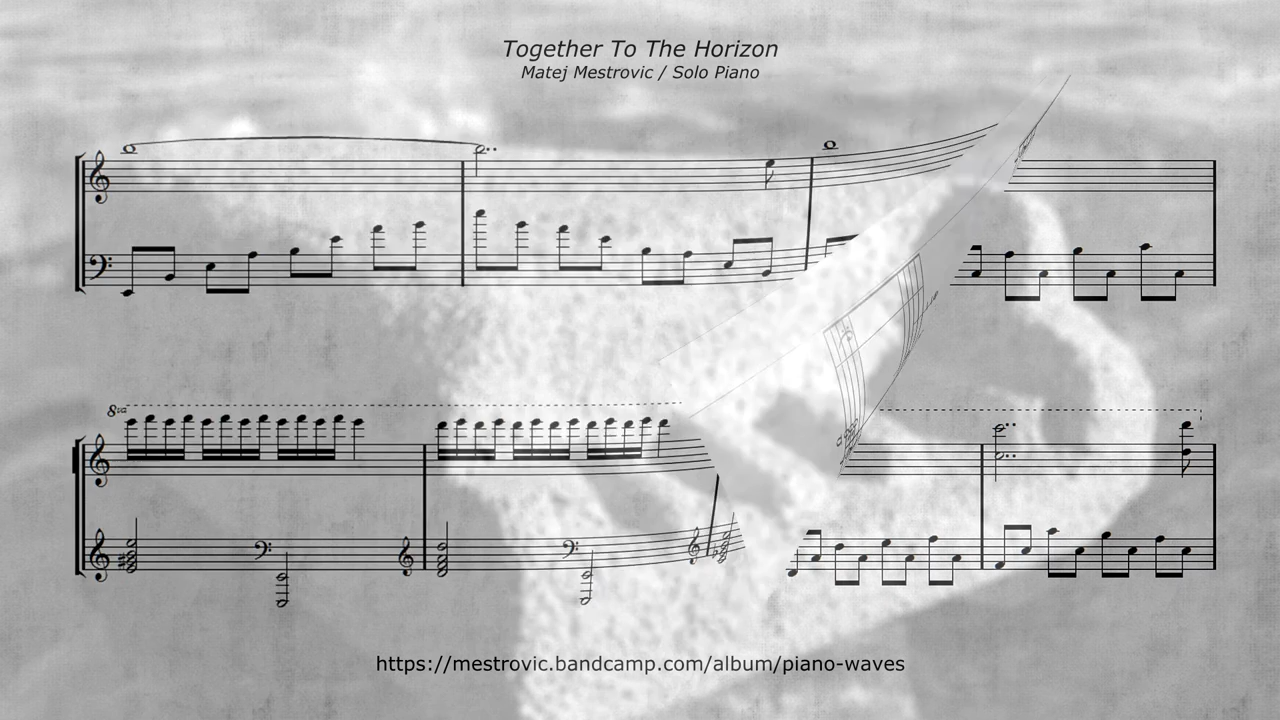 Together To The Horizon
Matej Mestrovic / Solo Piano
8va
https://mestrovic.bandcamp.com/album/piano-waves